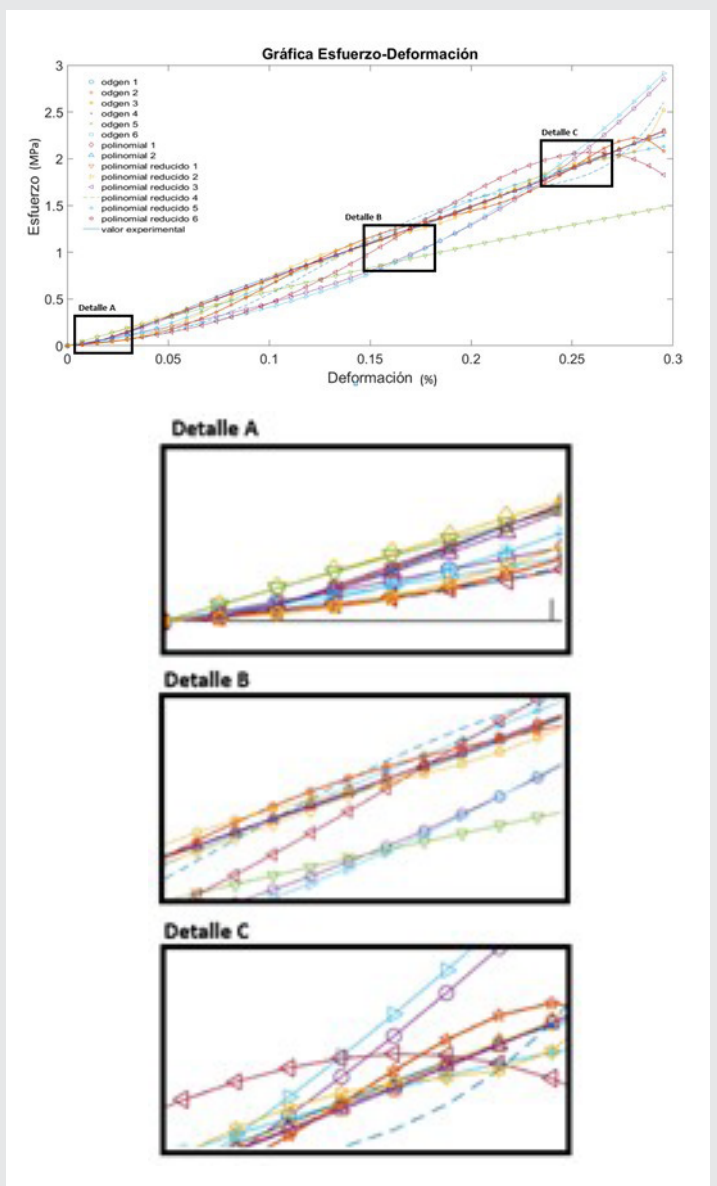 Gráfica Esfuerzo-Deformación
3
2.5
2
1.5
1
0.5
0
Esfuerzo (MPa)
odgen 1
odgen 2
odgen 3
odgen 4
odgen 5
odgen 6
polinomial 1
polinomial 2
polinomial reducido 1
polinomial reducido 2
polinomial reducido 3
polinomial reducido 4
polinomial reducido 5
polinomial reducido 6
valor experimental
Detalle A
Detalle B
Detalle C
0 0.05 0.1 0.15 0.2 0.25 0.3
Deformación (%)
Detalle A
Detalle B
Detalle C